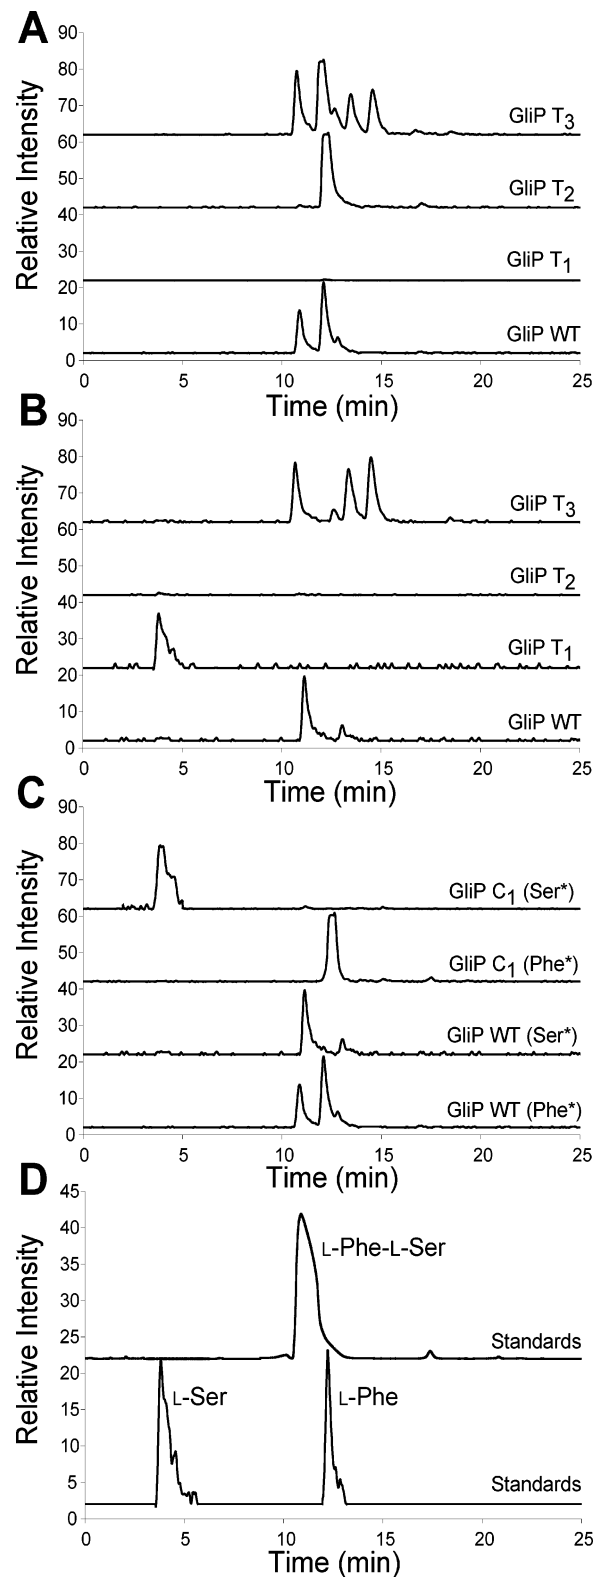 A
90
80
70
60
50
40
30
20
10
0
Relative Intensity
GliP T3
GliP T2
GliP T1
GliP WT
0 5 10 15 20 25
Time (min)
B
90
80
70
60
50
40
30
20
10
0
Relative Intensity
GliP T3
GliP T2
GliP T1
GliP WT
0 5 10 15 20 25
Time (min)
C
90
80
70
60
50
40
30
20
10
0
Relative Intensity
GliP C1 (Ser*)
GliP C1 (Phe*)
GliP WT (Ser*)
GliP WT (Phe*)
0 5 10 15 20 25
Time (min)
D
45
40
35
30
25
20
15
10
5
0
Relative Intensity
L-Phe-L-Ser
Standards
L-Ser
L-Phe
Standards
0 5 10 15 20 25
Time (min)